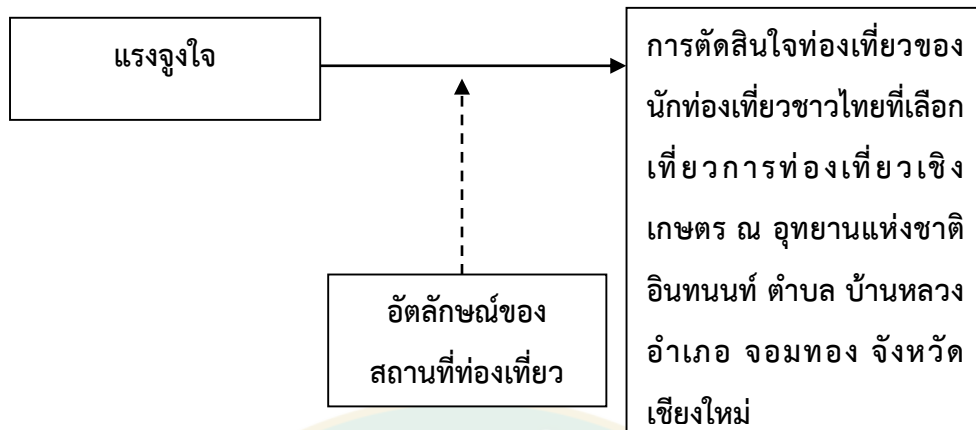 แรงจูงใจ
การตัดสินใจท่องเที่ยวของ
นักท่องเที่ยวชาวไทยที่เลือก
เที่ยวการท่องเที่ยวเชิง
เกษตร ณ อุทยานแห่งชาติ
อินทนนท์ ตำบล บ้านหลวง
อำเภอ จอมทอง จังหวัด
เชียงใหม่
อัตลักษณ์ของ
สถานที่ท่องเที่ยว